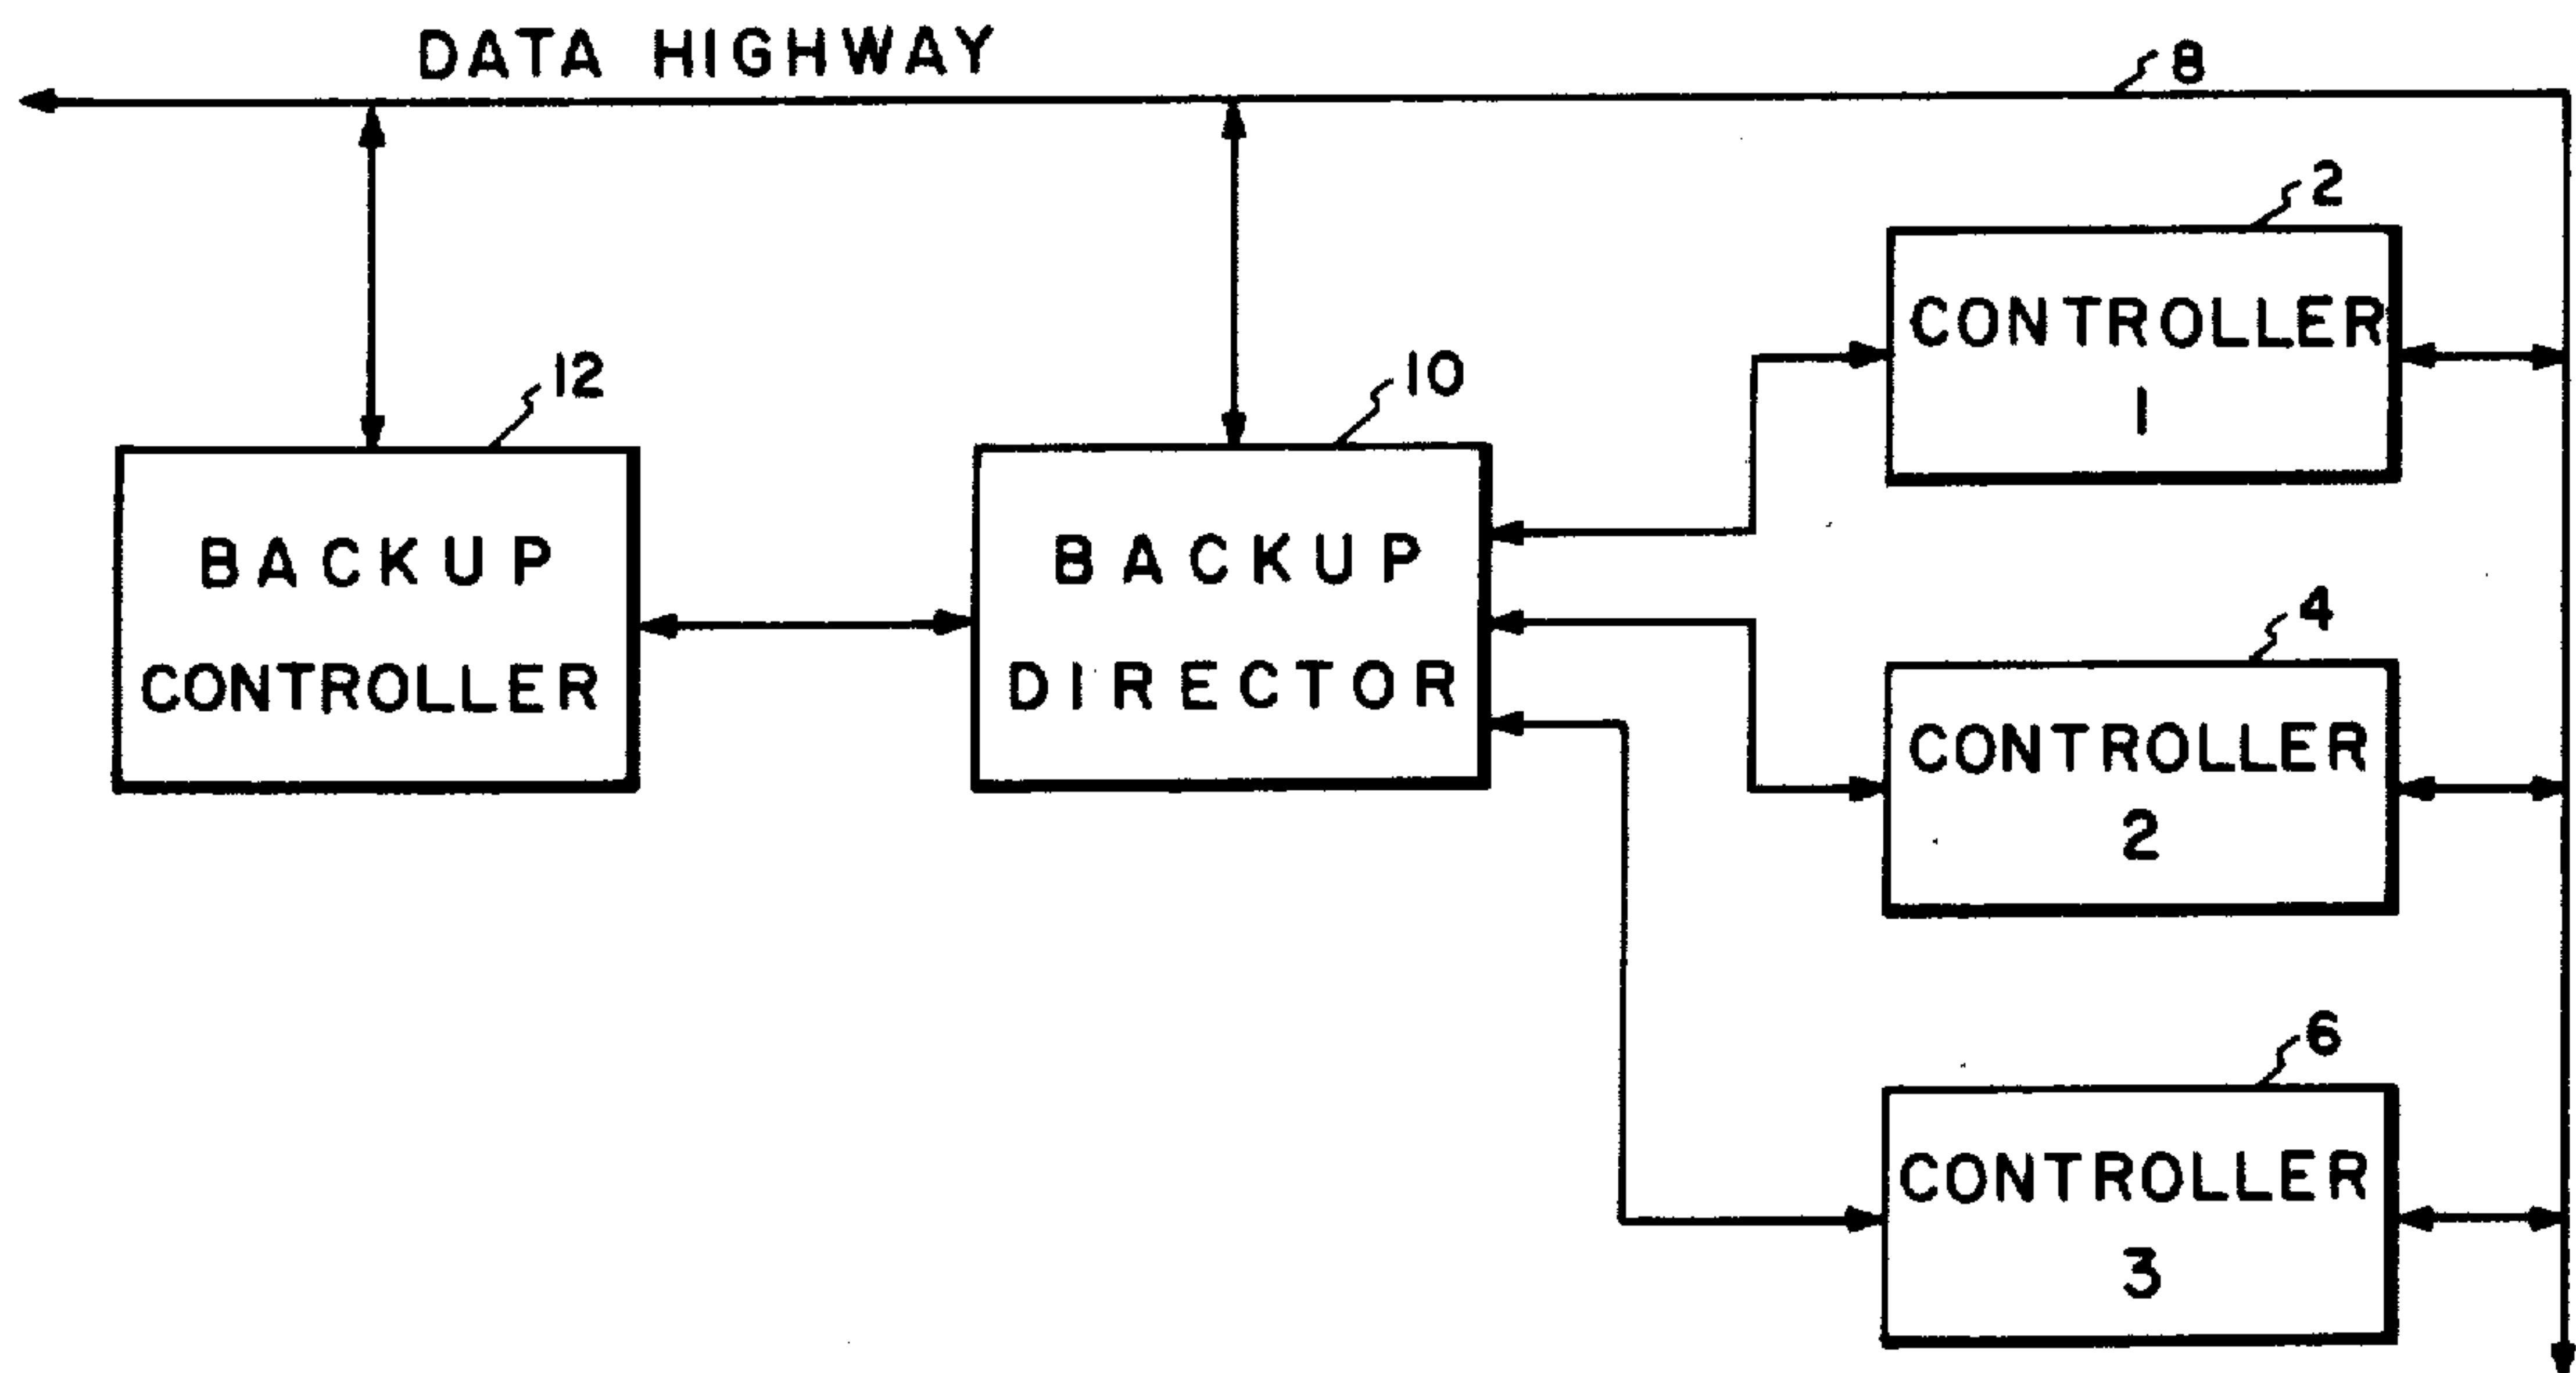 DATA HIGHWAY
8
2
CONTROLLER
1
12
10
BACKUP
CONTROLLER
BACKUP
DIRECTOR
4
CONTROLLER
2
6
CONTROLLER
3